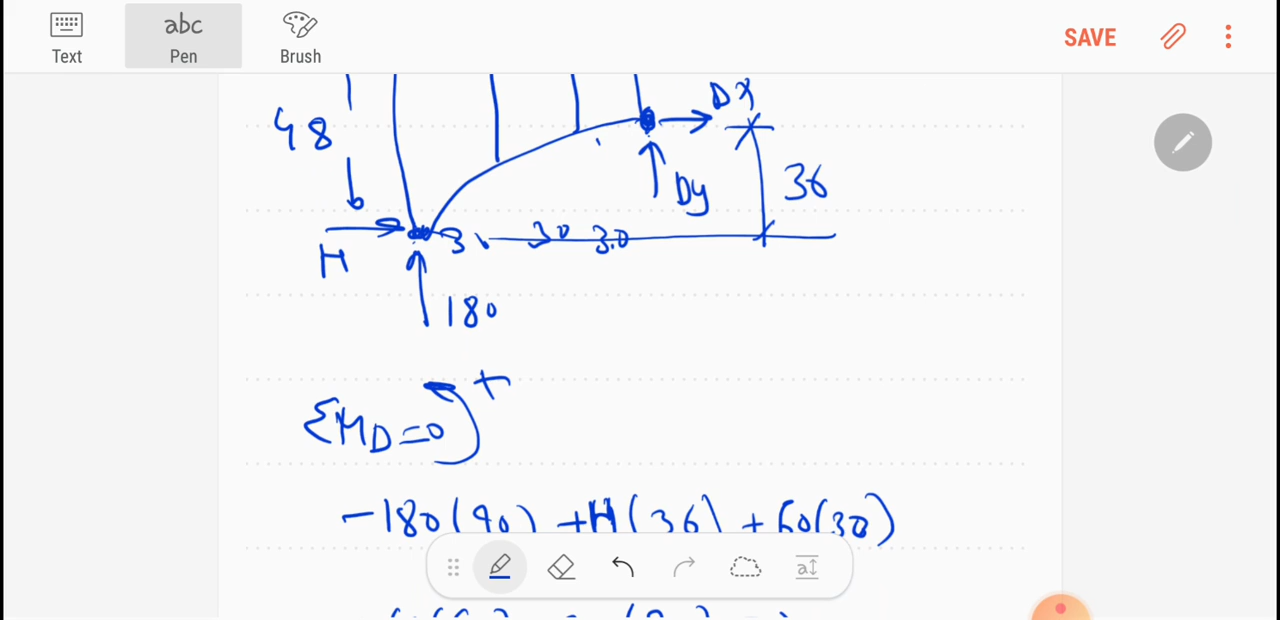 Text abc Pen Brush SAVE
DX
48
36
Dy
H 3 30 30
180
ΣMD=0 +
-180(90) +H(36) + 60(30)